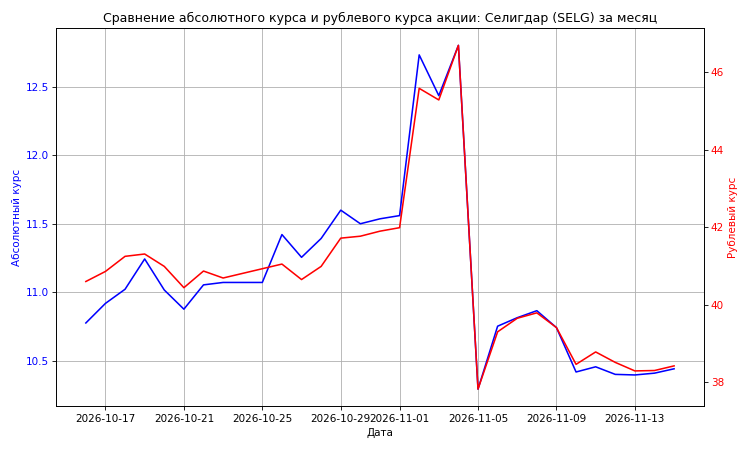 Сравнение абсолютного курса и рублевого курса акции: Селигдар (SELG) за месяц
Абсолютный курс
12.5
12.0
11.5
11.0
10.5
46
44
42
40
38
Рублевый курс
2026-10-17 2026-10-21 2026-10-25 2026-10-29 2026-11-01 2026-11-05 2026-11-09 2026-11-13
Дата